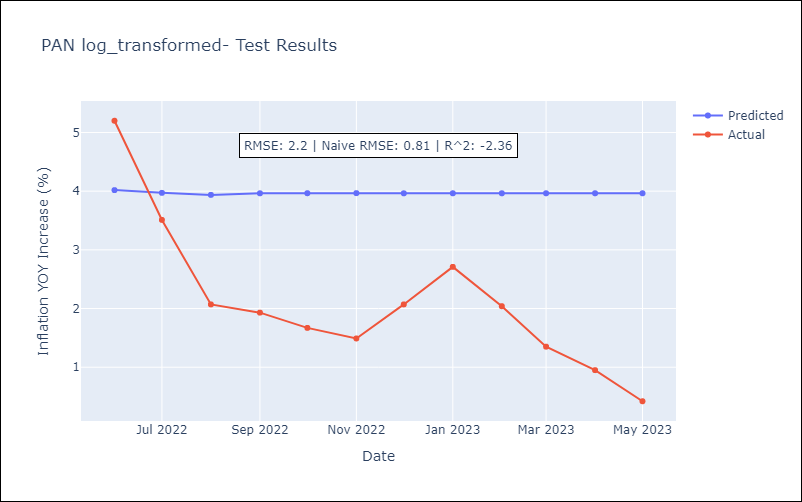 PAN log_transformed- Test Results
Predicted
Actual
RMSE: 2.2 | Naive RMSE: 0.81 | R^2: -2.36
Inflation YOY Increase (%)
5
4
3
2
1
Jul 2022
Sep 2022
Nov 2022
Jan 2023
Mar 2023
May 2023
Date